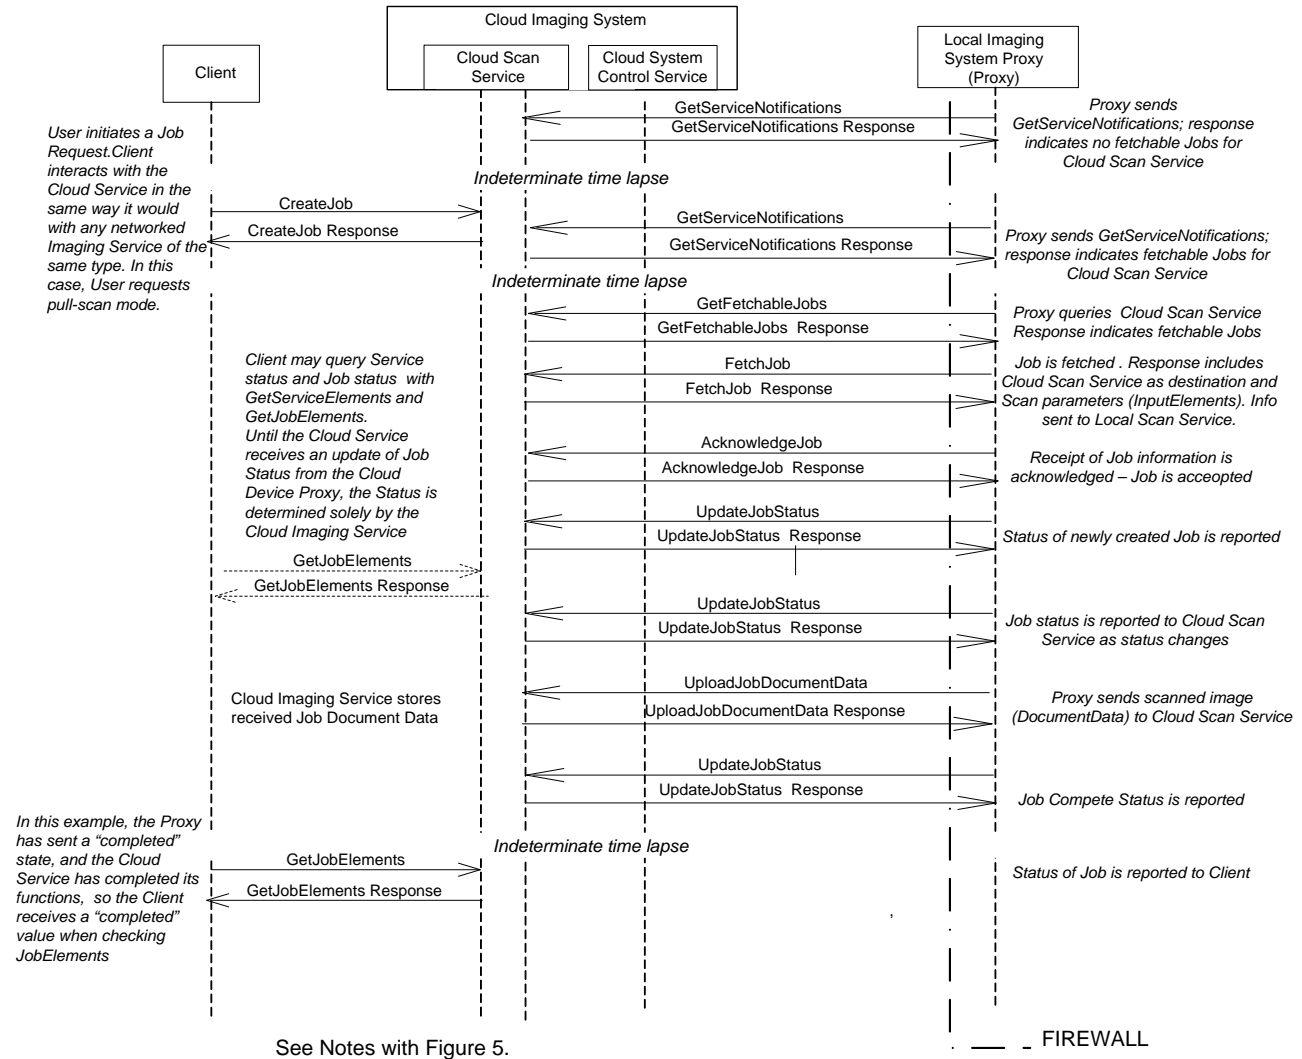 Cloud Imaging System
Client
Cloud Scan
Service
Cloud System
Control Service
Local Imaging
System Proxy
(Proxy)
GetServiceNotifications
GetServiceNotifications Response
Proxy sends
GetServiceNotifications; response
indicates no fetchable Jobs for
Cloud Scan Service
User initiates a Job
Request.Client
interacts with the
Cloud Service in the
same way it would
with any networked
Imaging Service of the
same type. In this
case, User requests
pull-scan mode.
Indeterminate time lapse
CreateJob
CreateJob Response
GetServiceNotifications
GetServiceNotifications Response
Proxy sends GetServiceNotifications;
response indicates fetchable Jobs for
Cloud Scan Service
Indeterminate time lapse
GetFetchableJobs
GetFetchableJobs Response
Proxy queries Cloud Scan Service
Response indicates fetchable Jobs
Client may query Service
status and Job status with
GetServiceElements and
GetJobElements.
Until the Cloud Service
receives an update of Job
Status from the Cloud
Device Proxy, the Status is
determined solely by the
Cloud Imaging Service
FetchJob
FetchJob Response
Job is fetched . Response includes
Cloud Scan Service as destination and
Scan parameters (InputElements). Info
sent to Local Scan Service.
AcknowledgeJob
AcknowledgeJob Response
Receipt of Job information is
acknowledged – Job is acceopted
UpdateJobStatus
UpdateJobStatus Response
Status of newly created Job is reported
GetJobElements
GetJobElements Response
UpdateJobStatus
UpdateJobStatus Response
Job status is reported to Cloud Scan
Service as status changes
Cloud Imaging Service stores
received Job Document Data
UploadJobDocumentData
UploadJobDocumentData Response
Proxy sends scanned image
(DocumentData) to Cloud Scan Service
UpdateJobStatus
UpdateJobStatus Response
Job Compete Status is reported
In this example, the Proxy
has sent a “completed”
state, and the Cloud
Service has completed its
functions, so the Client
receives a “completed”
value when checking
JobElements
Indeterminate time lapse
GetJobElements
GetJobElements Response
Status of Job is reported to Client
,
See Notes with Figure 5.
FIREWALL